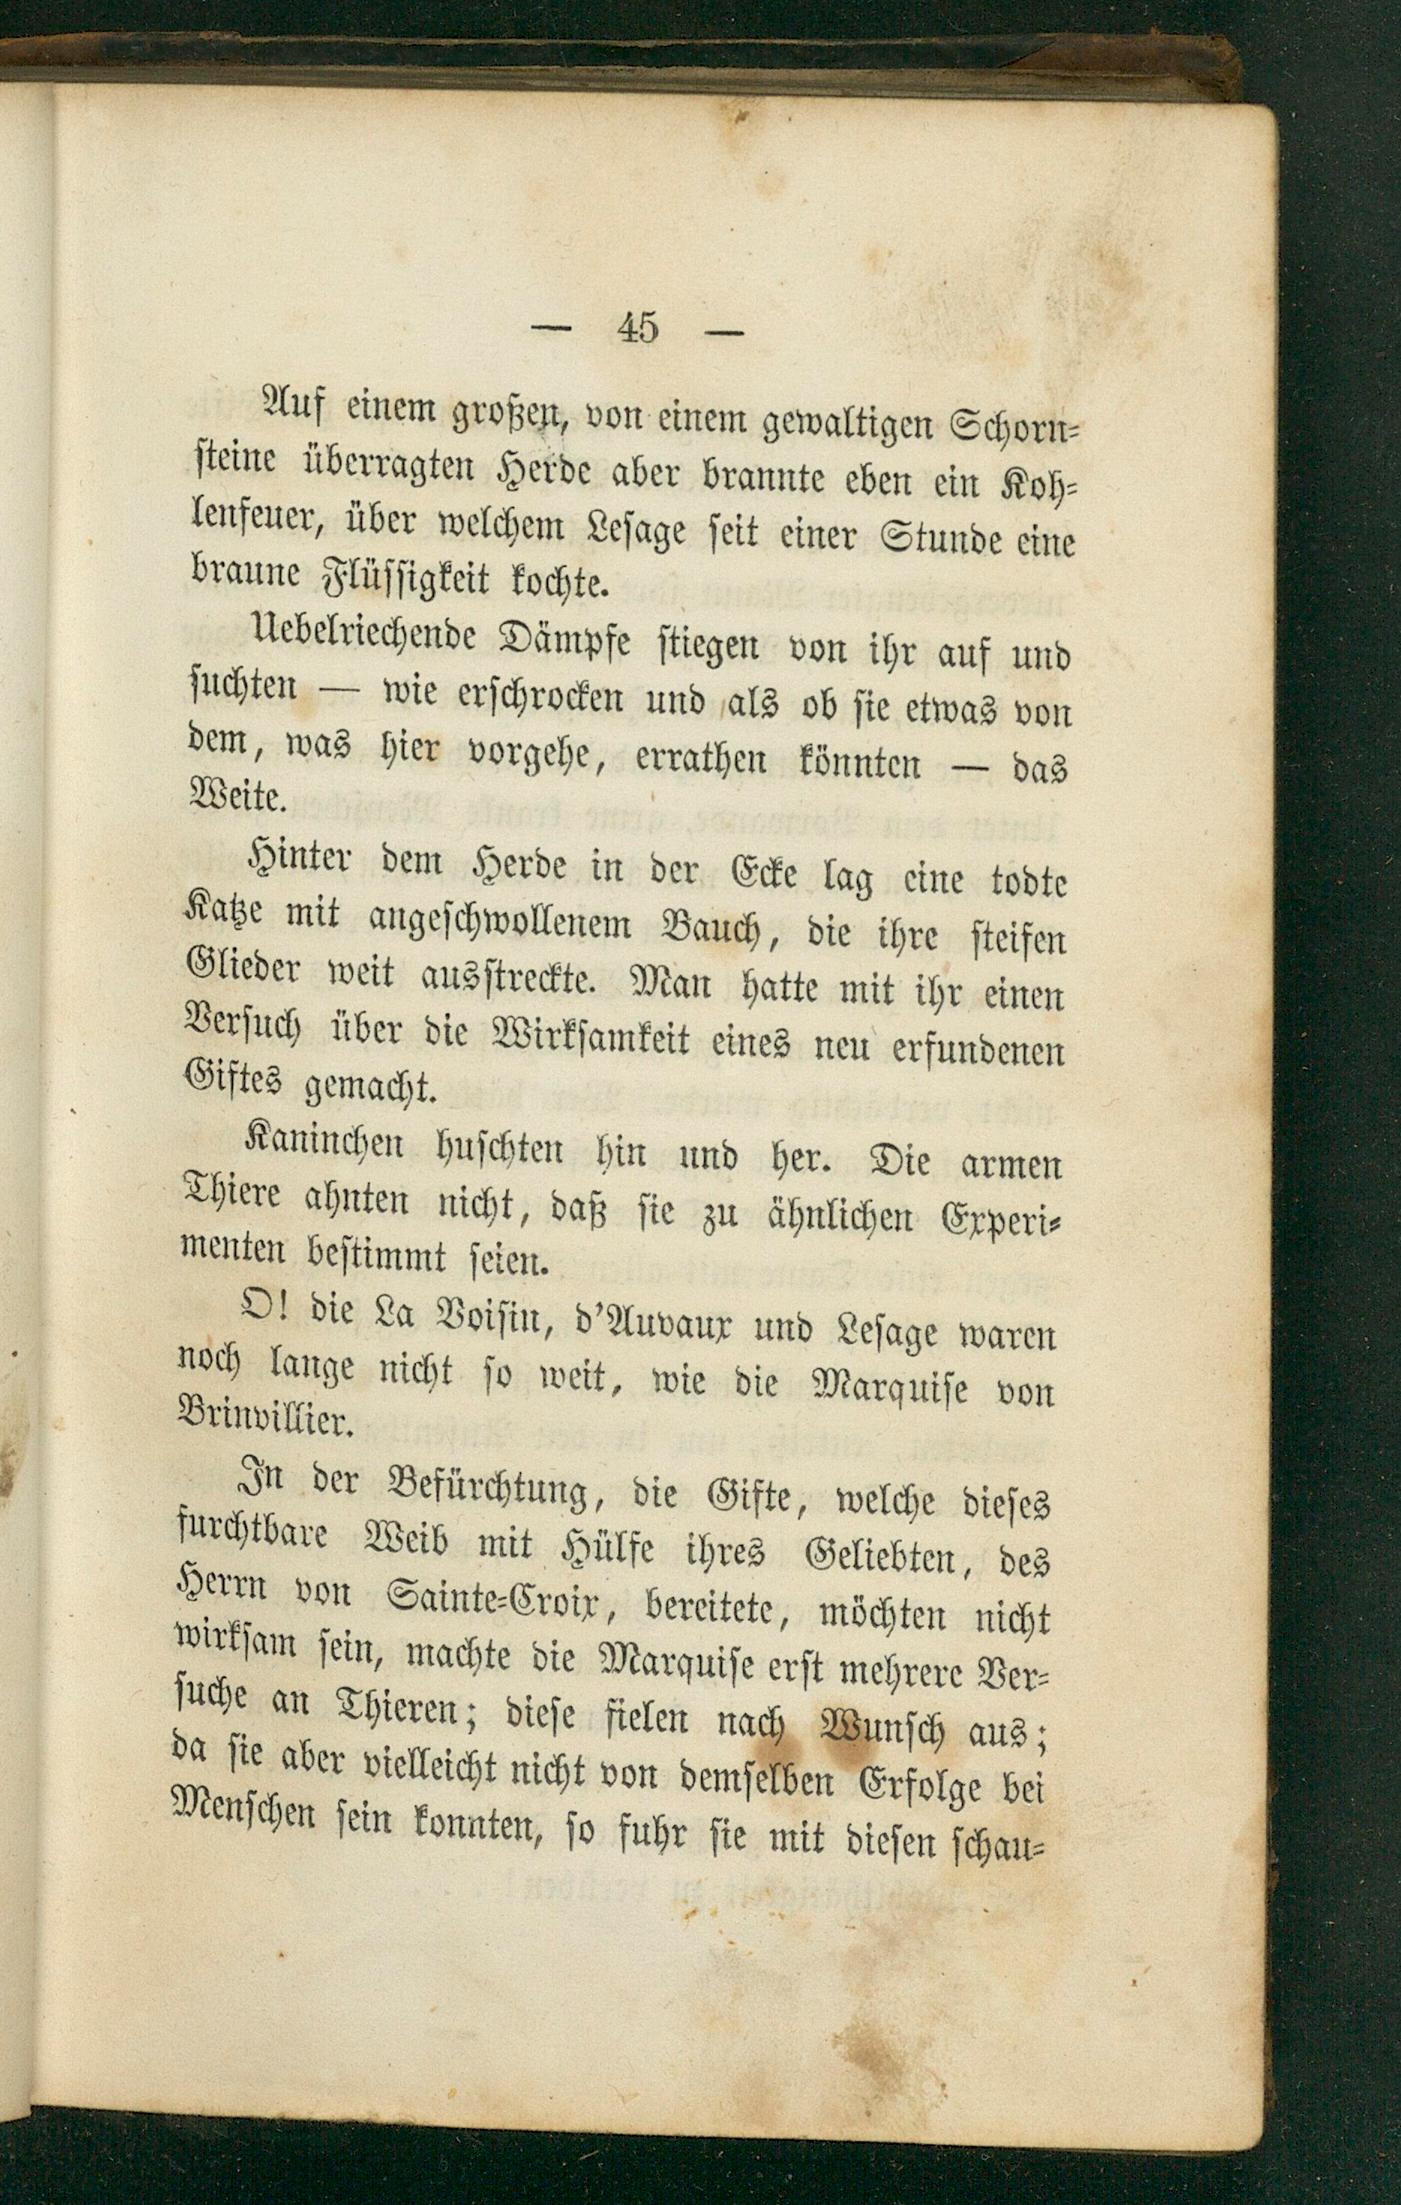 — 45 —
Auf einem großen, von einem gewaltigen Schorn-
steine überragten Herde aber brannte eben ein Koh-
lenfeuer, über welchem Lesage seit einer Stunde eine
braune Flüssigkeit kochte.
Uebelriechende Dämpfe stiegen von ihr auf und
suchten — wie erschrocken und als ob sie etwas von
dem, was hier vorgehe, errathen könnten — das
Weite.
Hinter dem Herde in der Ecke lag eine todte
Katze mit angeschwollenem Bauch, die ihre steifen
Glieder weit ausstreckte. Man hatte mit ihr einen
Versuch über die Wirksamkeit eines neu erfundenen
Giftes gemacht.
Kaninchen huschten hin und her. Die armen
Thiere ahnten nicht, daß sie zu ähnlichen Experi-
menten bestimmt seien.
O! die La Voisin, d'Auvaux und Lesage waren
noch lange nicht so weit, wie die Marquise von
Brinvillier.
In der Befürchtung, die Gifte, welche dieses
furchtbare Weib mit Hülfe ihres Geliebten, des
Herrn von Sainte-Croix, bereitete, möchten nicht
wirksam sein, machte die Marquise erst mehrere Ver-
suche an Thieren; diese fielen nach Wunsch aus;
da sie aber vielleicht nicht von demselben Erfolge bei
Menschen sein konnten, so fuhr sie mit diesen schau-